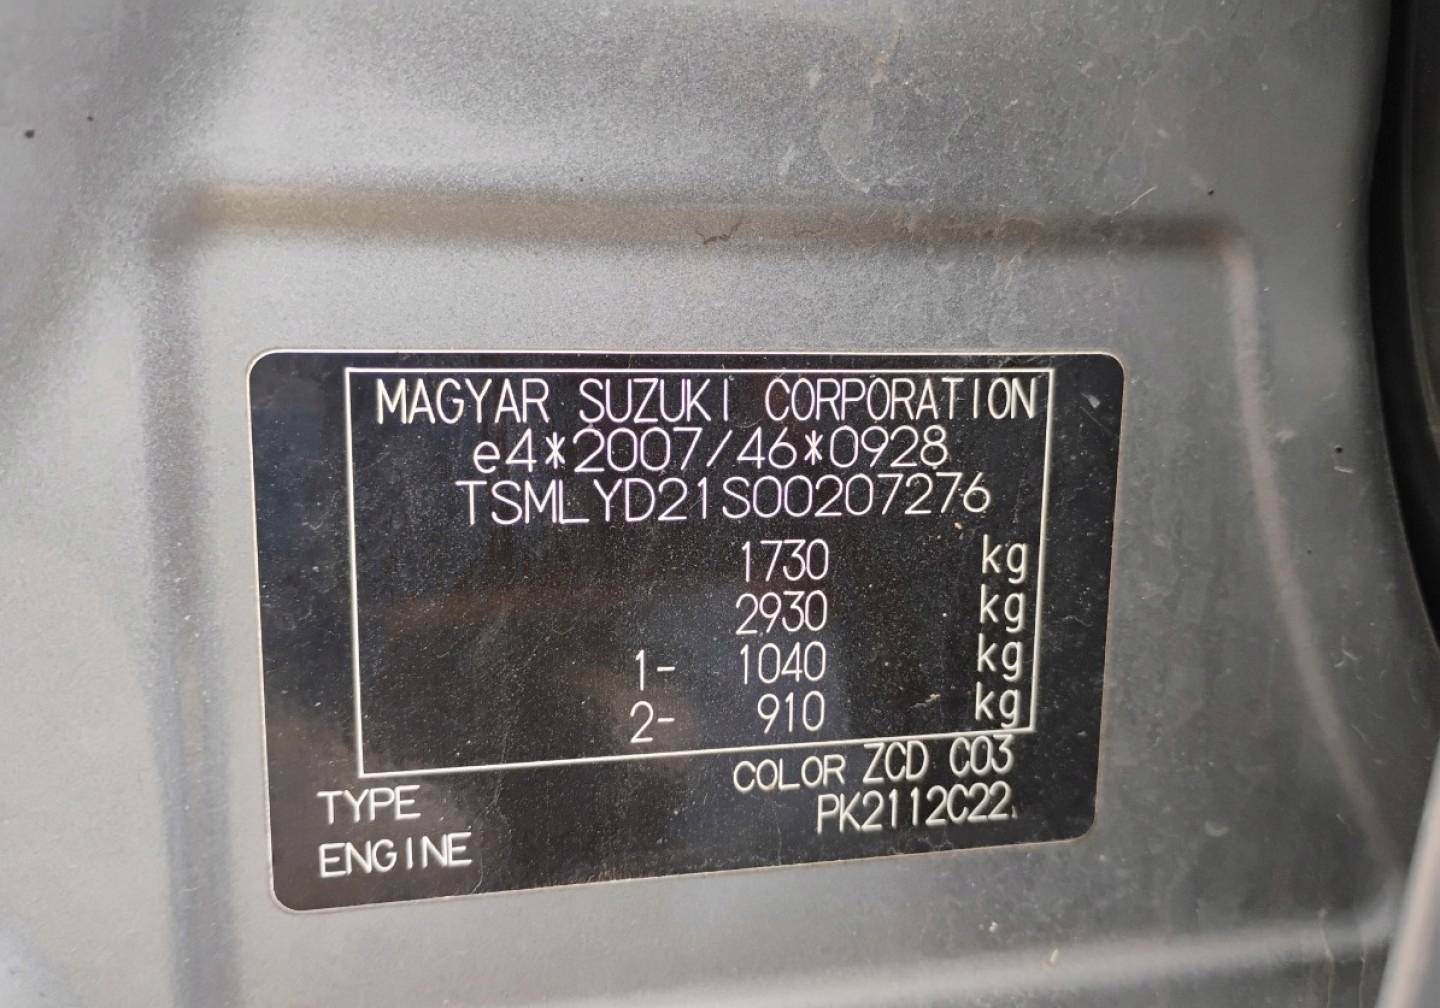 MAGYAR SUZUKI CORPORATION
e4*2007/46*0928
TSMLYD21S00207276
1730 kg
2930 kg
1- 1040 kg
2- 910 kg
COLOR ZCD C03
TYPE PK2112C22
ENGINE